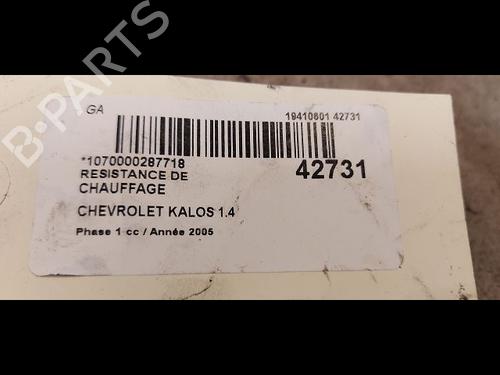 GA
19410801 42731
*1070000287718
42731
RESISTANCE DE
CHAUFFAGE
CHEVROLET KALOS 1.4
Phase 1 cc / Année 2005
B-PARTS